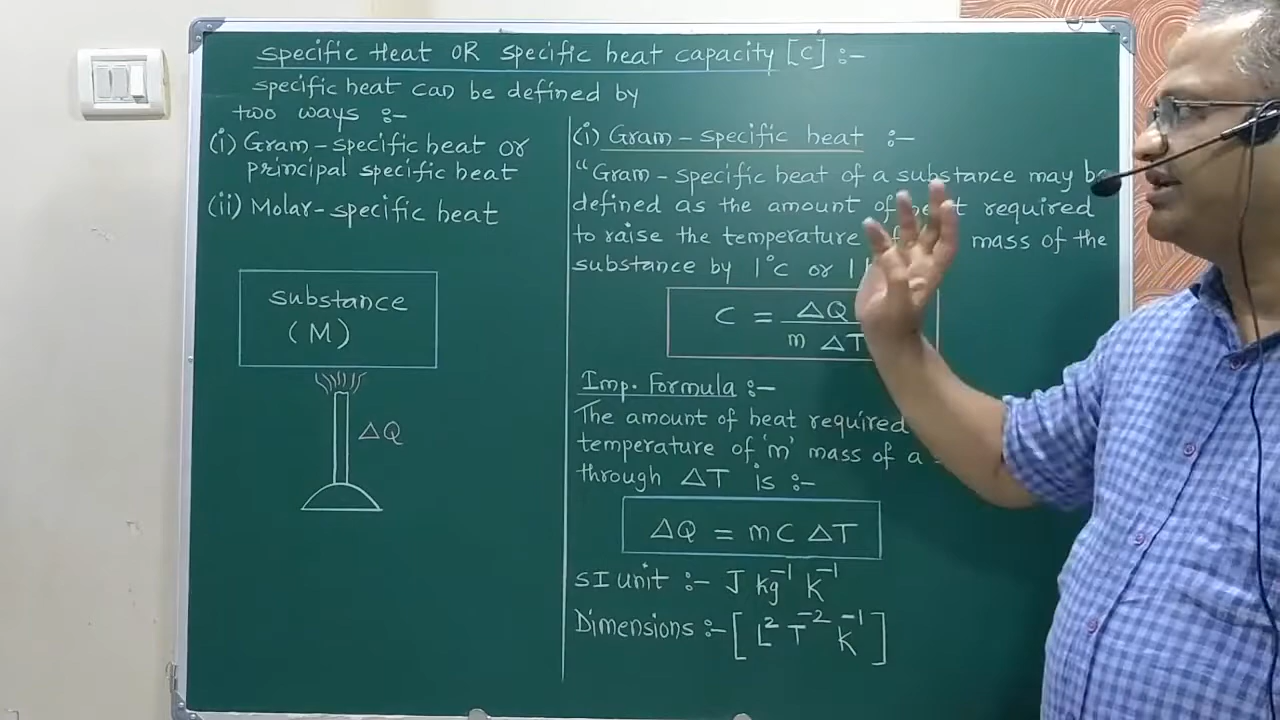 Specific Heat OR specific heat capacity [C] :-
specific heat can be defined by
two ways :-
(i) Gram-specific heat or
principal specific heat
(ii) Molar-specific heat
substance
(M)
ΔQ
(i) Gram-specific heat :-
"Gram-specific heat of a substance may be
defined as the amount of heat required
to raise the temperature mass of the
substance by 1°C or
C = ΔQ / m ΔT
Imp. Formula :-
The amount of heat required
temperature of 'm' mass of a
through ΔT is :-
ΔQ = mC ΔT
SI unit :- J Kg⁻¹ K⁻¹
Dimensions :- [L² T⁻² K⁻¹]